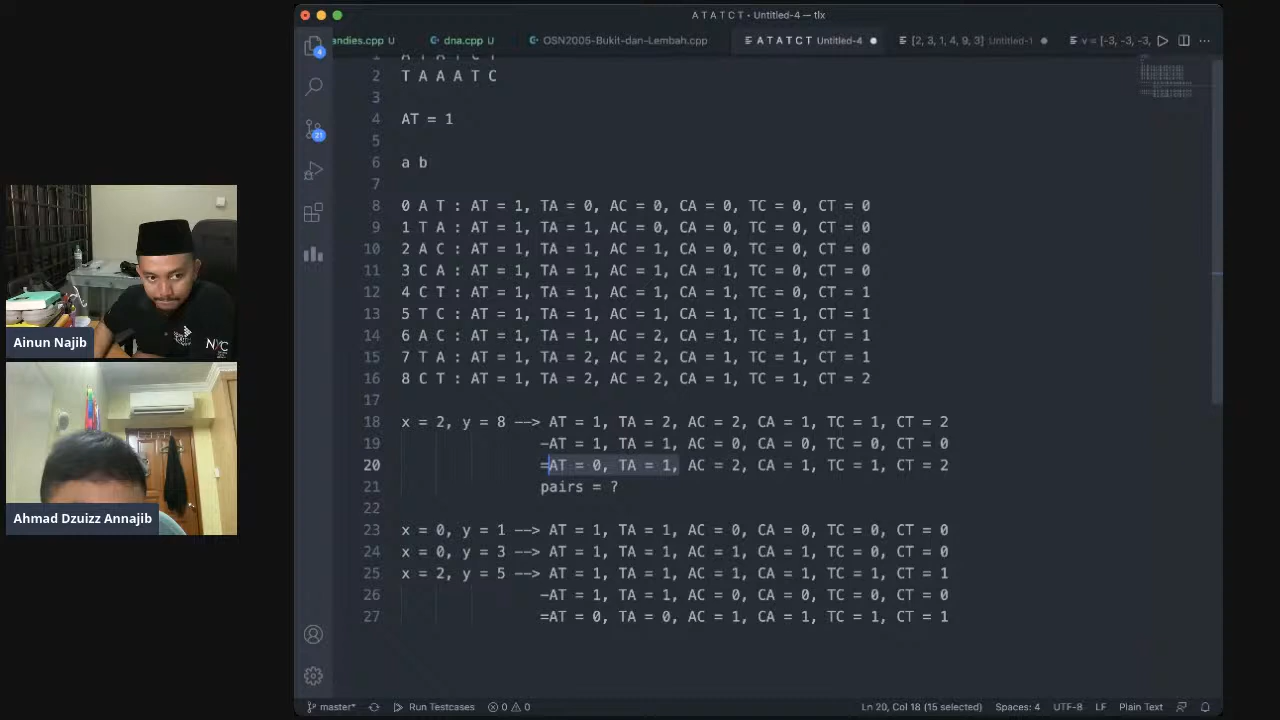 A T A T C T • Untitled-4 — tlx
andies.cpp U
dna.cpp U
OSN2005-Bukit-dan-Lembah.cpp
A T A T C T Untitled-4
[2, 3, 1, 4, 9, 3] Untitled-1
v = [-3, -3, -3,
1 A T A T C T
2 T A A A T C
3
4 AT = 1
5
6 a b
7
8 0 A T : AT = 1, TA = 0, AC = 0, CA = 0, TC = 0, CT = 0
9 1 T A : AT = 1, TA = 1, AC = 0, CA = 0, TC = 0, CT = 0
10 2 A C : AT = 1, TA = 1, AC = 1, CA = 0, TC = 0, CT = 0
11 3 C A : AT = 1, TA = 1, AC = 1, CA = 1, TC = 0, CT = 0
12 4 C T : AT = 1, TA = 1, AC = 1, CA = 1, TC = 0, CT = 1
13 5 T C : AT = 1, TA = 1, AC = 1, CA = 1, TC = 1, CT = 1
14 6 A C : AT = 1, TA = 1, AC = 2, CA = 1, TC = 1, CT = 1
15 7 T A : AT = 1, TA = 2, AC = 2, CA = 1, TC = 1, CT = 1
16 8 C T : AT = 1, TA = 2, AC = 2, CA = 1, TC = 1, CT = 2
17
18 x = 2, y = 8 --> AT = 1, TA = 2, AC = 2, CA = 1, TC = 1, CT = 2
19 -AT = 1, TA = 1, AC = 0, CA = 0, TC = 0, CT = 0
20 =AT = 0, TA = 1, AC = 2, CA = 1, TC = 1, CT = 2
21 pairs = ?
22
23 x = 0, y = 1 --> AT = 1, TA = 1, AC = 0, CA = 0, TC = 0, CT = 0
24 x = 0, y = 3 --> AT = 1, TA = 1, AC = 1, CA = 1, TC = 0, CT = 0
25 x = 2, y = 5 --> AT = 1, TA = 1, AC = 1, CA = 1, TC = 1, CT = 1
26 -AT = 1, TA = 1, AC = 0, CA = 0, TC = 0, CT = 0
27 =AT = 0, TA = 0, AC = 1, CA = 1, TC = 1, CT = 1
4
21
NYC
Ainun Najib
Ahmad Dzuizz Annajib
master*
Run Testcases
0
0
Ln 20, Col 18 (15 selected)
Spaces: 4
UTF-8
LF
Plain Text